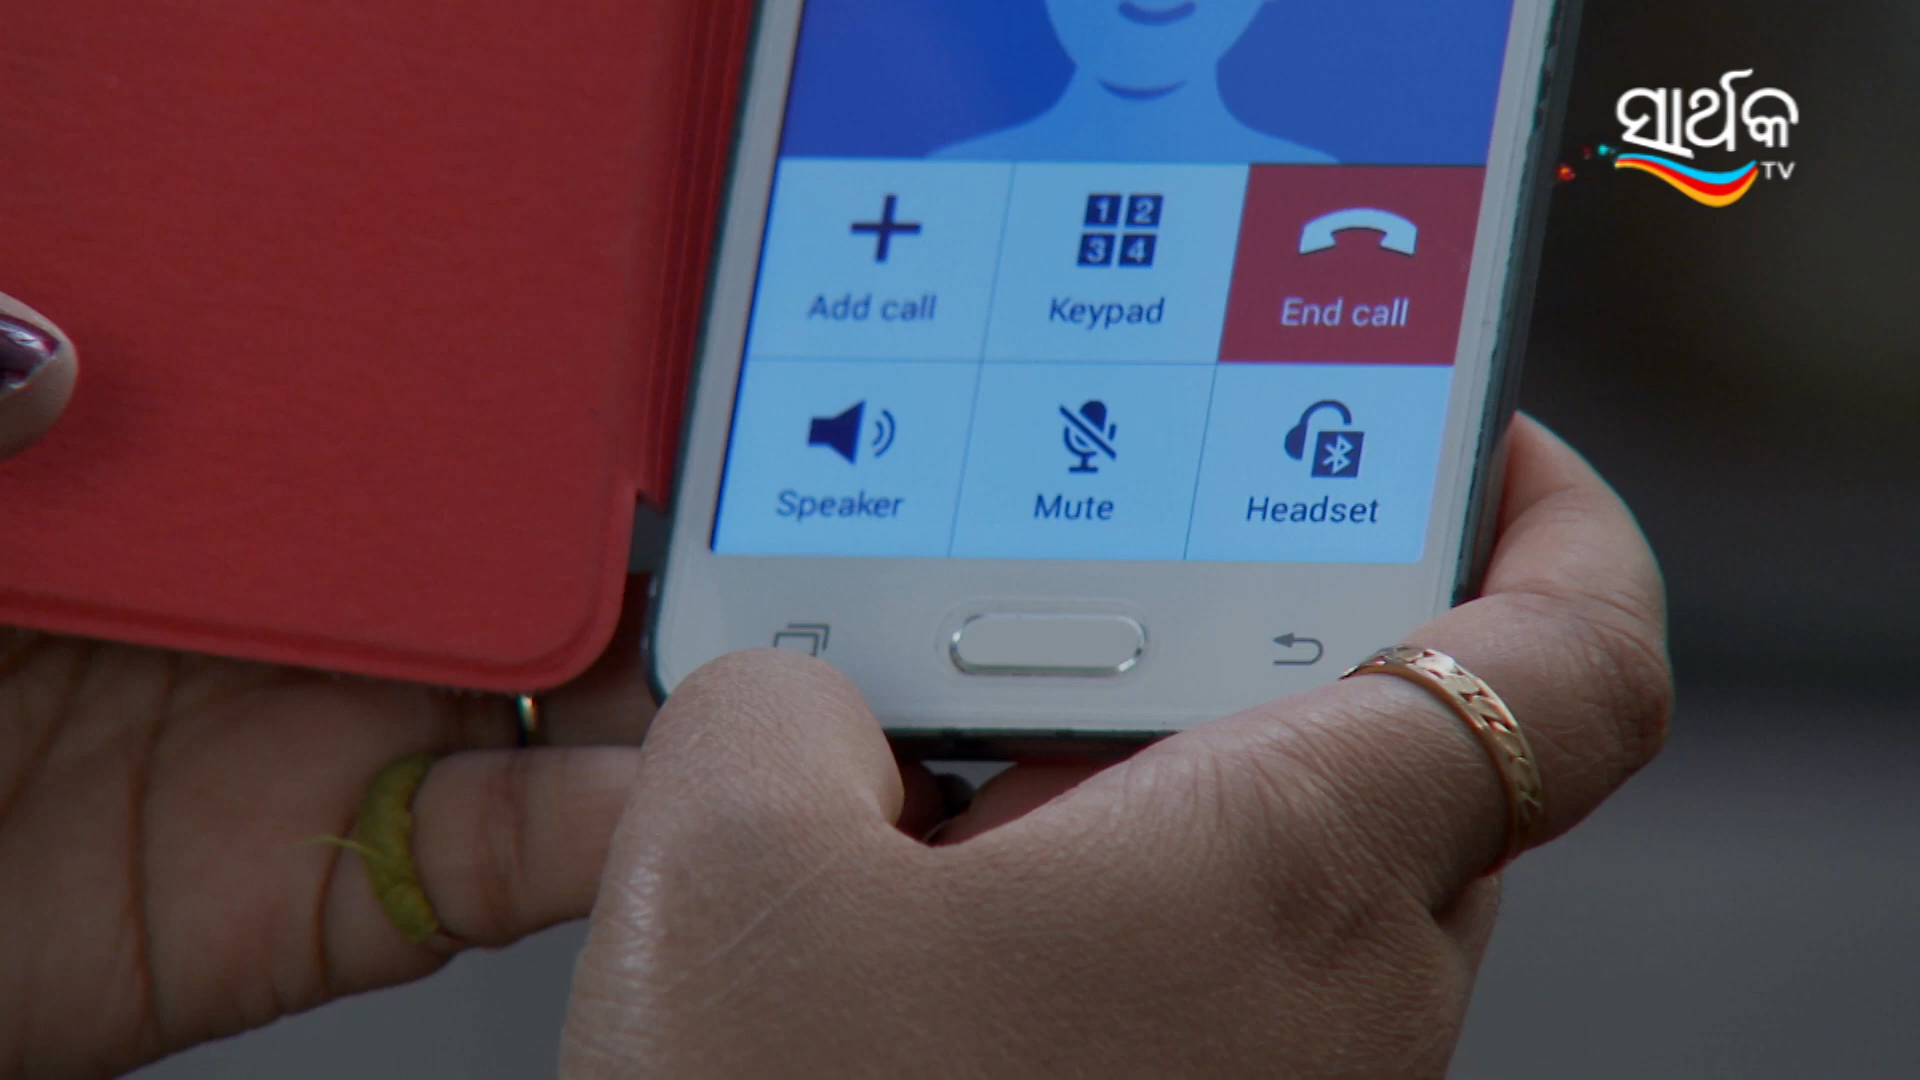 ସାର୍ଥକ
TV
1 2
3 4
Add call
Keypad
End call
Speaker
Mute
Headset